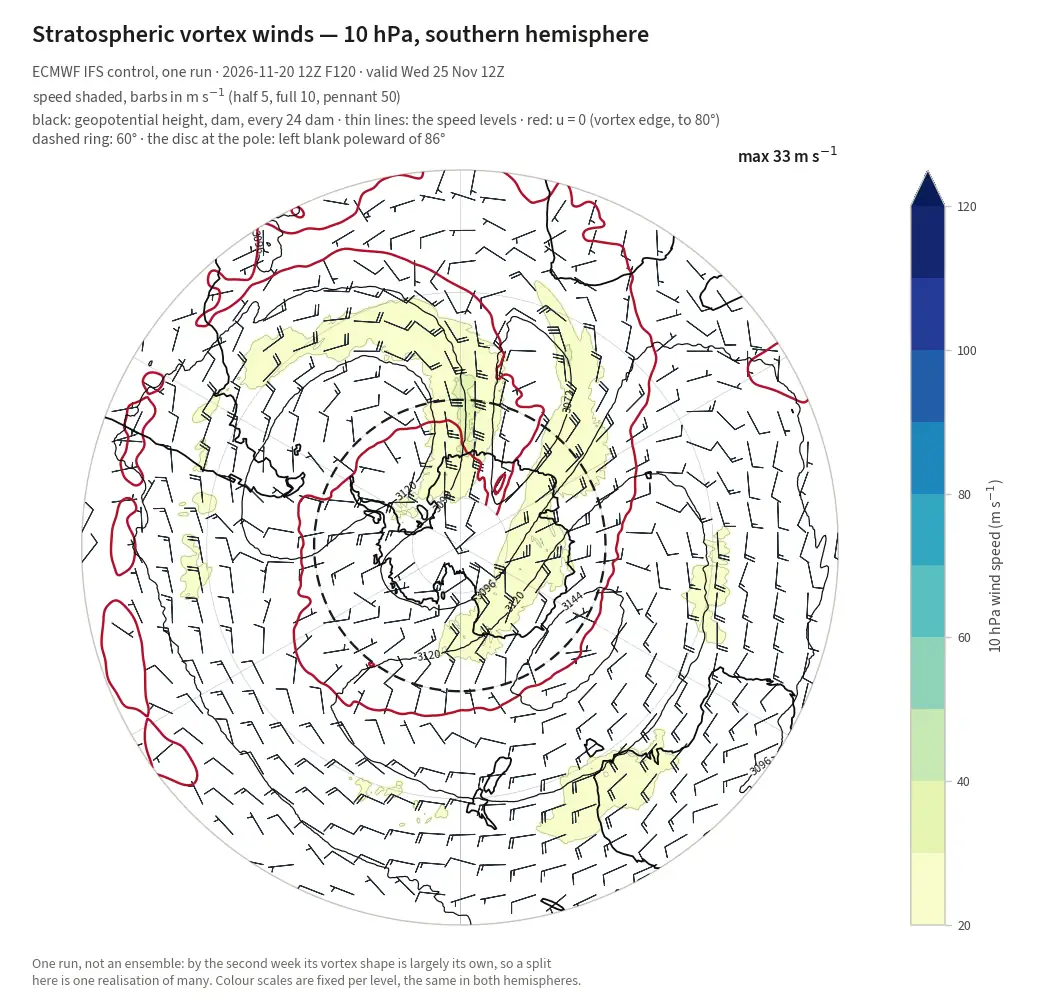 Stratospheric vortex winds — 10 hPa, southern hemisphere
ECMWF IFS control, one run · 2026-11-20 12Z F120 · valid Wed 25 Nov 12Z
speed shaded, barbs in m s⁻¹ (half 5, full 10, pennant 50)
black: geopotential height, dam, every 24 dam · thin lines: the speed levels · red: u = 0 (vortex edge, to 80°)
dashed ring: 60° · the disc at the pole: left blank poleward of 86°
max 33 m s⁻¹
120
100
80
60
40
20
10 hPa wind speed (m s⁻¹)
3096
3072
3120
3096
3096
3120
3144
3120
3096
One run, not an ensemble: by the second week its vortex shape is largely its own, so a split
here is one realisation of many. Colour scales are fixed per level, the same in both hemispheres.